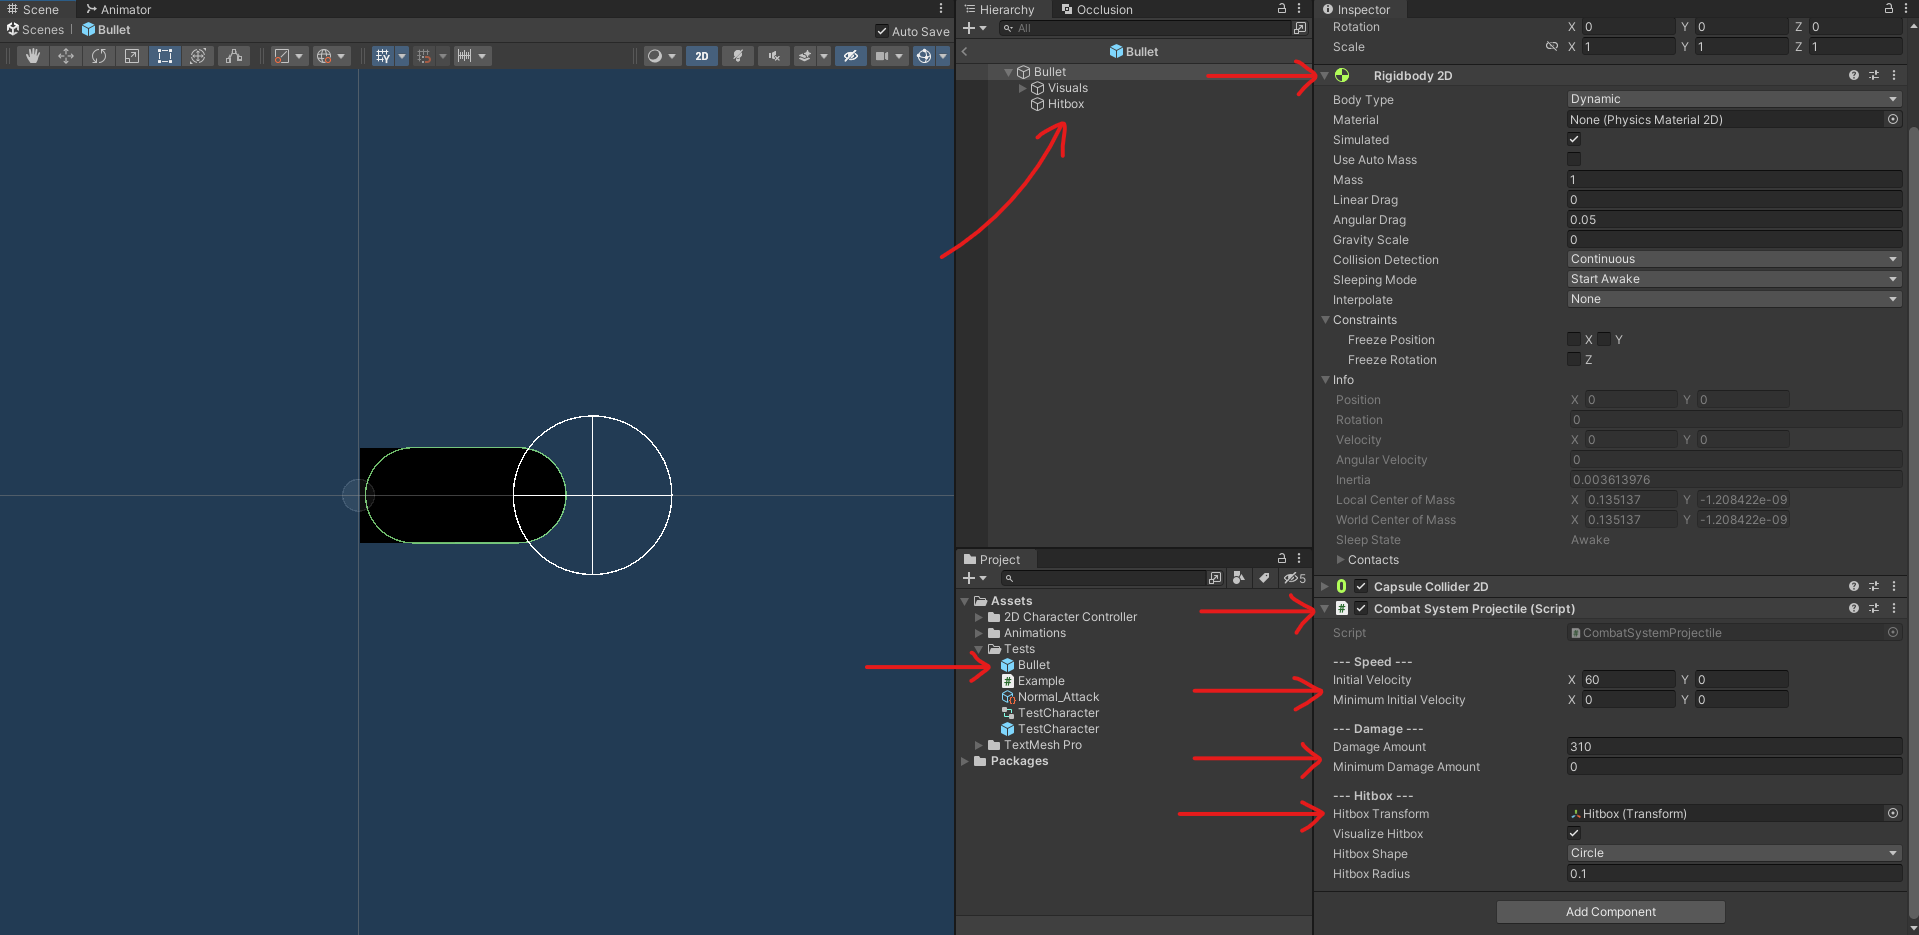 Scene
Animator
Scenes
Bullet
Auto Save
2D
Hierarchy
Occlusion
All
Bullet
Bullet
Visuals
Hitbox
Project
5
Assets
2D Character Controller
Animations
Tests
Bullet
Example
Normal_Attack
TestCharacter
TestCharacter
TextMesh Pro
Packages
Inspector
Rotation X 0 Y 0 Z 0
Scale X 1 Y 1 Z 1
Rigidbody 2D
Body Type Dynamic
Material None (Physics Material 2D)
Simulated
Use Auto Mass
Mass 1
Linear Drag 0
Angular Drag 0.05
Gravity Scale 0
Collision Detection Continuous
Sleeping Mode Start Awake
Interpolate None
Constraints
Freeze Position X Y
Freeze Rotation Z
Info
Position X 0 Y 0
Rotation 0
Velocity X 0 Y 0
Angular Velocity 0
Inertia 0.003613976
Local Center of Mass X 0.135137 Y -1.208422e-09
World Center of Mass X 0.135137 Y -1.208422e-09
Sleep State Awake
Contacts
Capsule Collider 2D
# Combat System Projectile (Script)
Script CombatSystemProjectile
--- Speed ---
Initial Velocity X 60 Y 0
Minimum Initial Velocity X 0 Y 0
--- Damage ---
Damage Amount 310
Minimum Damage Amount 0
--- Hitbox ---
Hitbox Transform Hitbox (Transform)
Visualize Hitbox
Hitbox Shape Circle
Hitbox Radius 0.1
Add Component